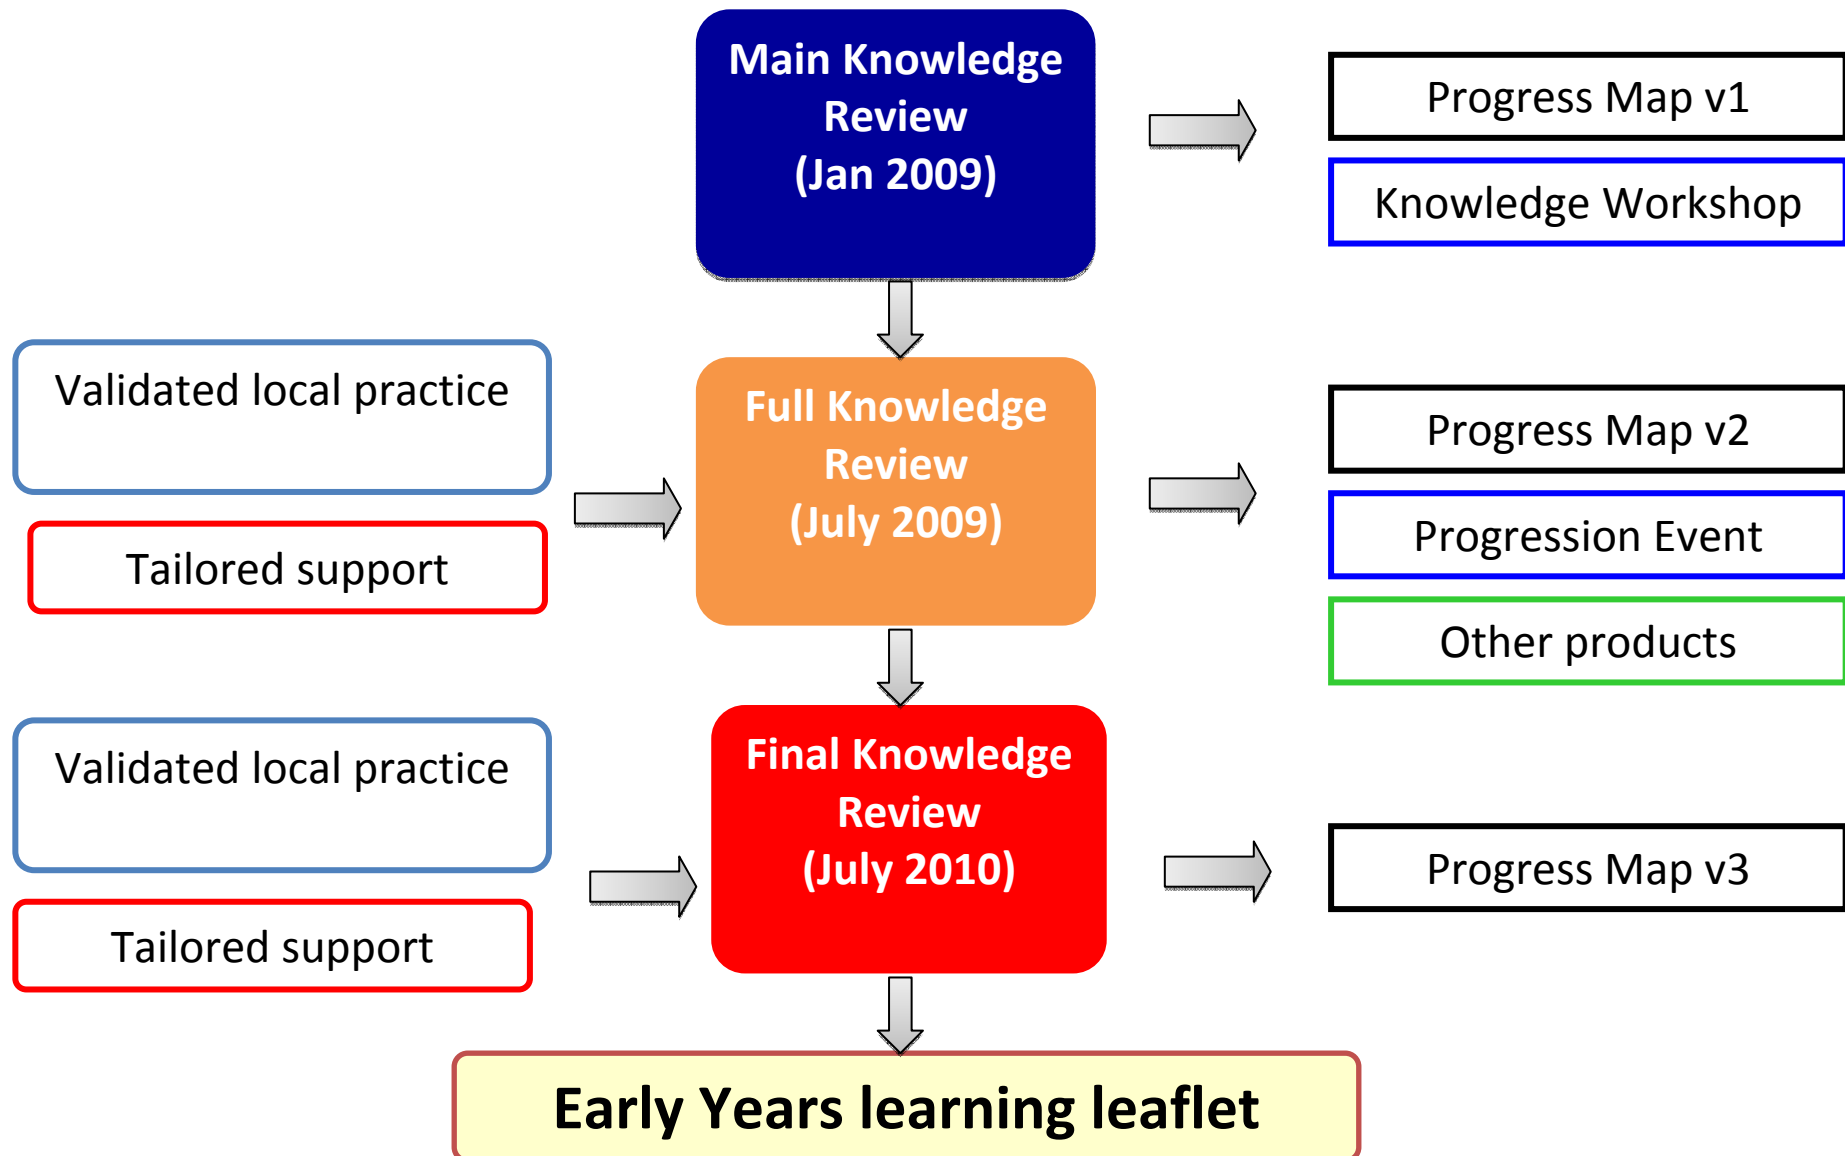 Main Knowledge
Review
(Jan 2009)
Progress Map v1
Knowledge Workshop
Validated local practice
Tailored support
Full Knowledge
Review
(July 2009)
Progress Map v2
Progression Event
Other products
Validated local practice
Tailored support
Final Knowledge
Review
(July 2010)
Progress Map v3
Early Years learning leaflet